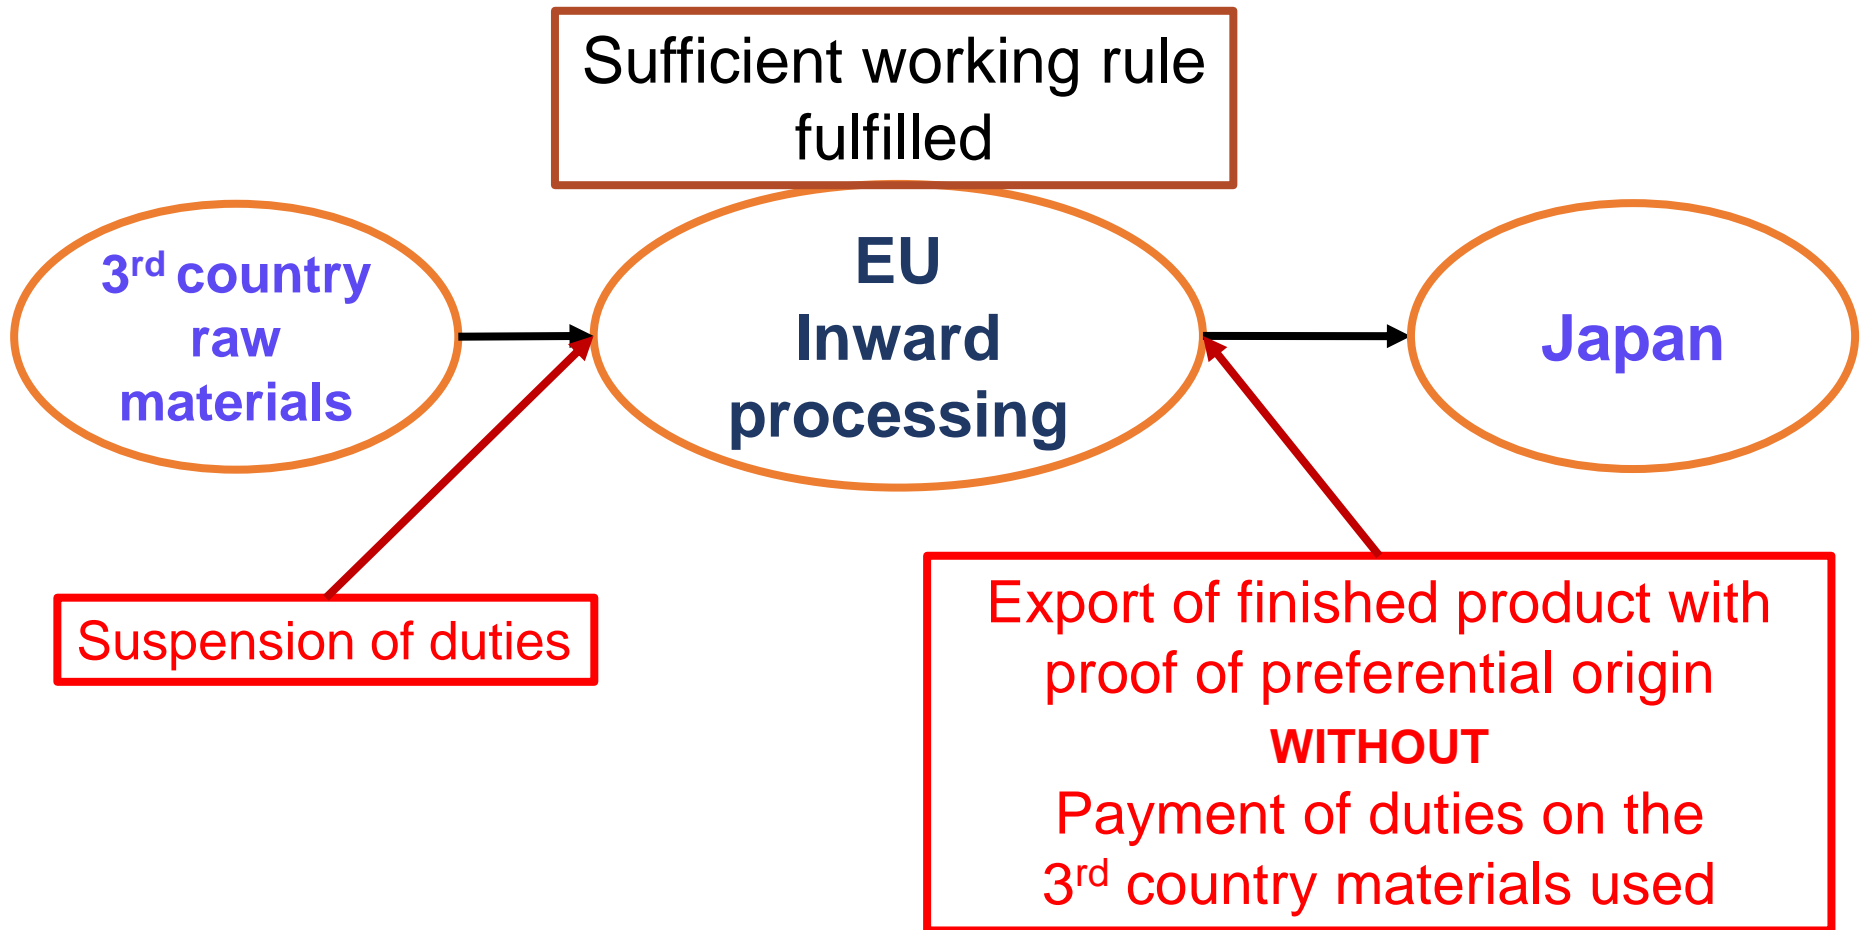 Sufficient working rule
fulfilled
3rd country
raw
materials
EU
Inward
processing
Japan
Suspension of duties
Export of finished product with
proof of preferential origin
WITHOUT
Payment of duties on the
3rd country materials used